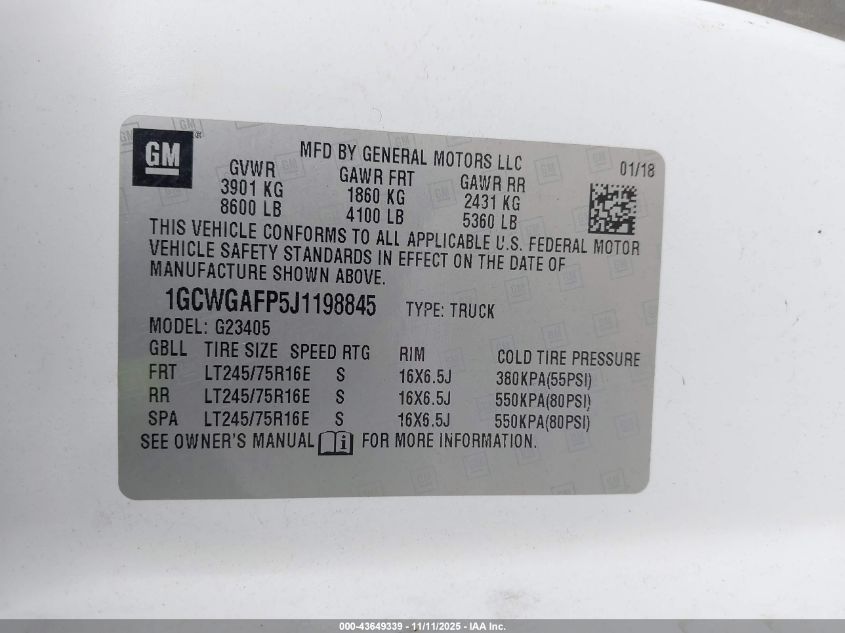 GM
MFD BY GENERAL MOTORS LLC 01/18
GVWR GAWR FRT GAWR RR
3901 KG 1860 KG 2431 KG
8600 LB 4100 LB 5360 LB
THIS VEHICLE CONFORMS TO ALL APPLICABLE U.S. FEDERAL MOTOR
VEHICLE SAFETY STANDARDS IN EFFECT ON THE DATE OF
MANUFACTURE SHOWN ABOVE.
1GCWGAFP5J1198845 TYPE: TRUCK
MODEL: G23405
GBLL TIRE SIZE SPEED RTG RIM COLD TIRE PRESSURE
FRT LT245/75R16E S 16X6.5J 380KPA(55PSI)
RR LT245/75R16E S 16X6.5J 550KPA(80PSI)
SPA LT245/75R16E S 16X6.5J 550KPA(80PSI)
SEE OWNER'S MANUAL FOR MORE INFORMATION.
000-43649339 - 11/11/2025 - IAA Inc.